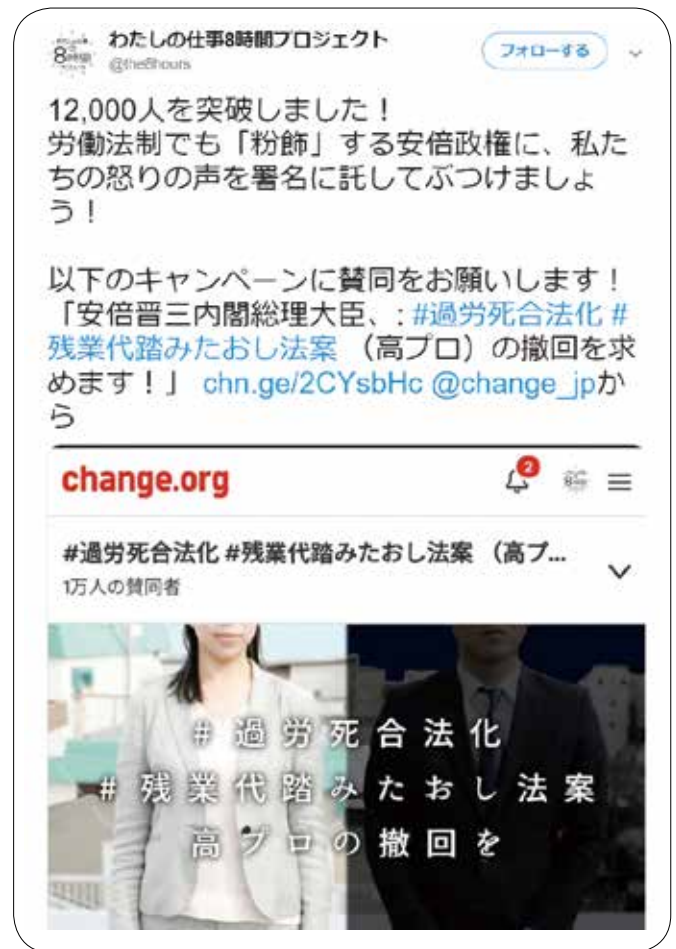 わたしの仕事8時間プロジェクト
@the8hours
フォローする
12,000人を突破しました！
労働法制でも「粉飾」する安倍政権に、私た
ちの怒りの声を署名に託してぶつけましょ
う！
以下のキャンペーンに賛同をお願いします！
「安倍晋三内閣総理大臣、: #過労死合法化 #
残業代踏みたおし法案 （高プロ）の撤回を求
めます！」 chn.ge/2CYsbHc @change_jpか
ら
change.org
2
#過労死合法化 #残業代踏みたおし法案 （高プ...
1万人の賛同者
# 過労死合法化
# 残業代踏みたおし法案
高プロの撤回を